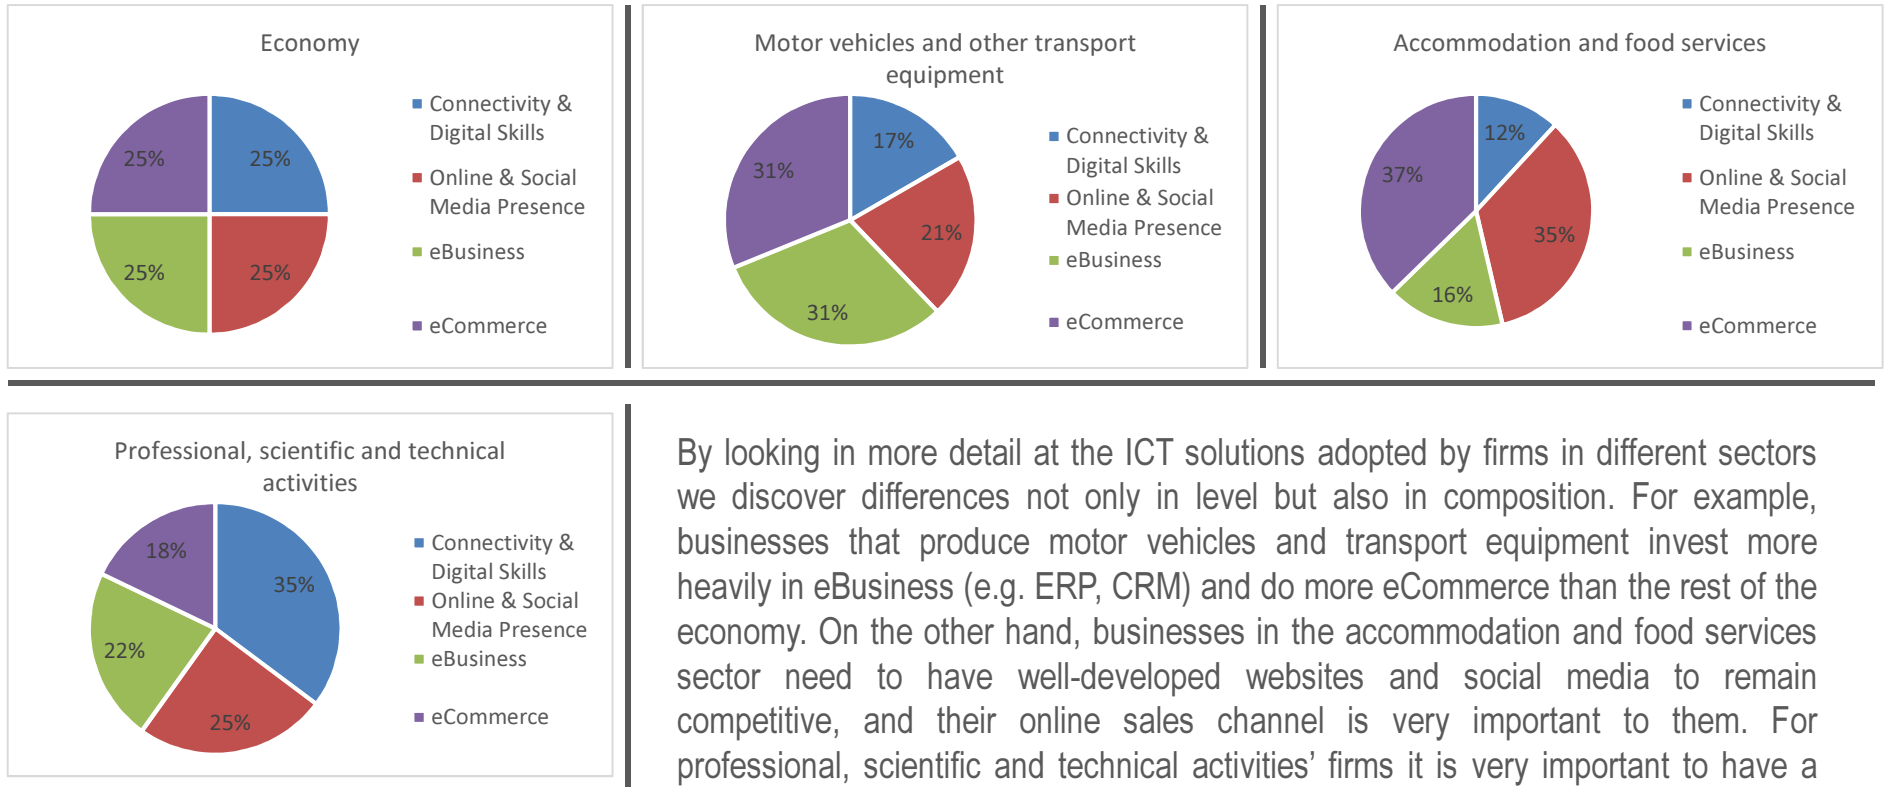 Economy
25%
25%
25%
25%
Connectivity &
Digital Skills
Online & Social
Media Presence
eBusiness
eCommerce
Motor vehicles and other transport
equipment
17%
31%
21%
31%
Connectivity &
Digital Skills
Online & Social
Media Presence
eBusiness
eCommerce
Accommodation and food services
12%
37%
35%
16%
Connectivity &
Digital Skills
Online & Social
Media Presence
eBusiness
eCommerce
Professional, scientific and technical
activities
18%
35%
22%
25%
Connectivity &
Digital Skills
Online & Social
Media Presence
eBusiness
eCommerce
By looking in more detail at the ICT solutions adopted by firms in different sectors
we discover differences not only in level but also in composition. For example,
businesses that produce motor vehicles and transport equipment invest more
heavily in eBusiness (e.g. ERP, CRM) and do more eCommerce than the rest of the
economy. On the other hand, businesses in the accommodation and food services
sector need to have well-developed websites and social media to remain
competitive, and their online sales channel is very important to them. For
professional, scientific and technical activities’ firms it is very important to have a